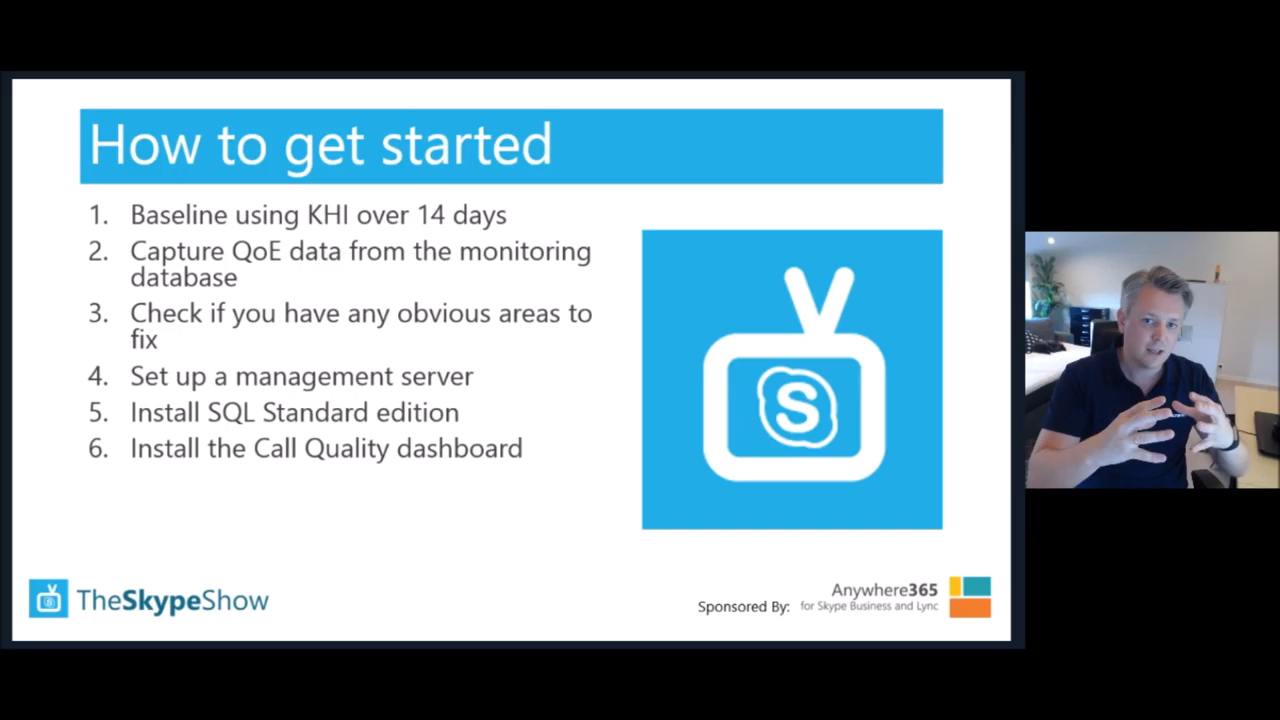 How to get started
1. Baseline using KHI over 14 days
2. Capture QoE data from the monitoring
database
3. Check if you have any obvious areas to
fix
4. Set up a management server
5. Install SQL Standard edition
6. Install the Call Quality dashboard
S
TheSkypeShow
Sponsored By:
Anywhere365
for Skype Business and Lync